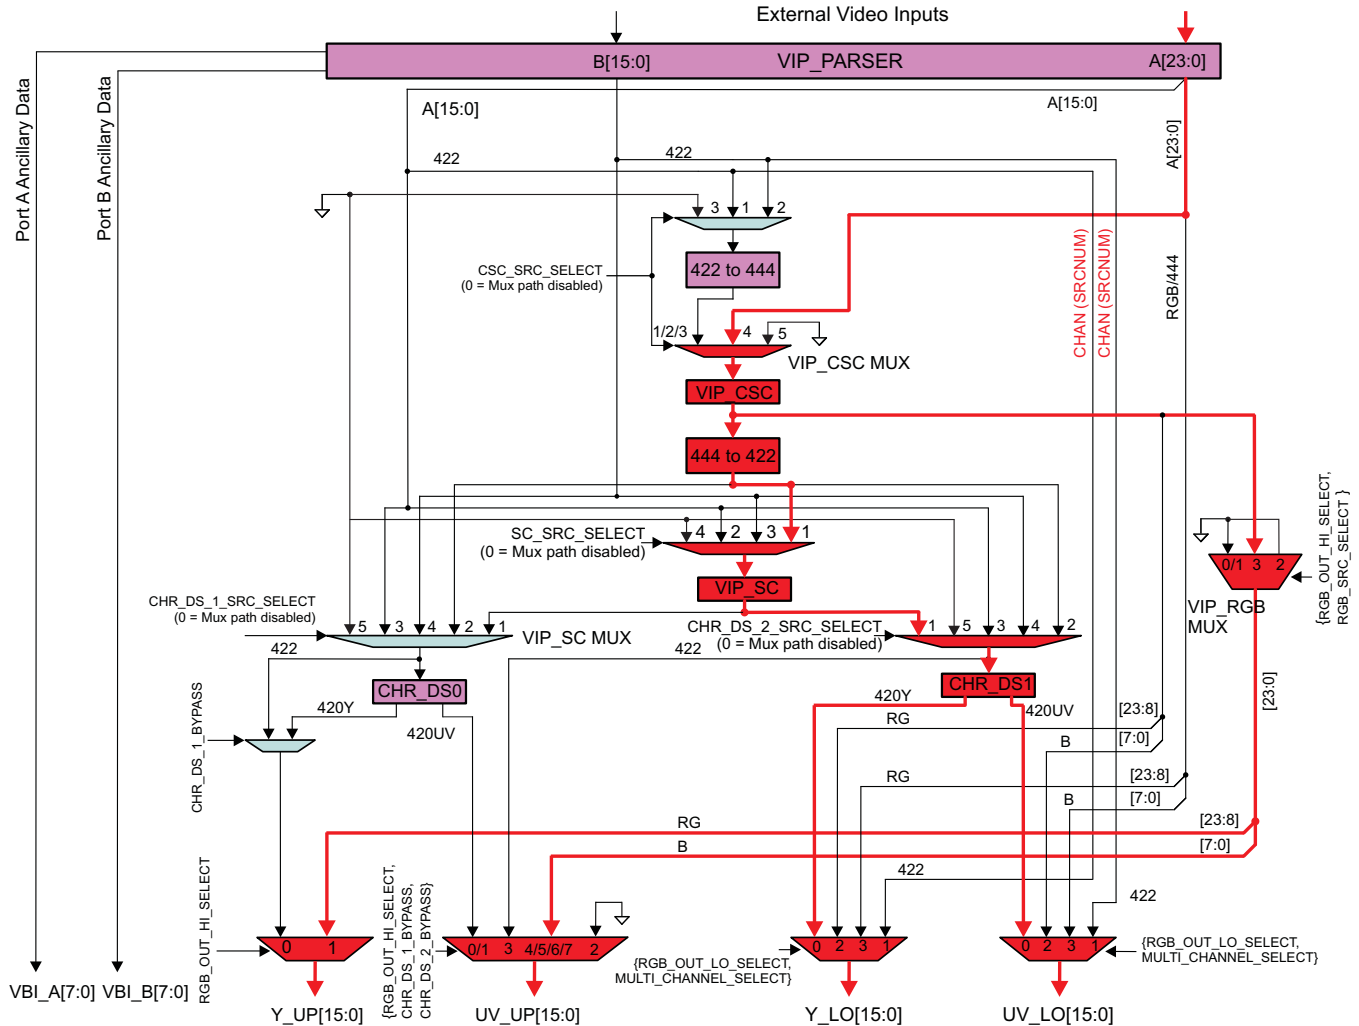 External Video Inputs
B[15:0]
VIP_PARSER
A[23:0]
A[15:0]
A[15:0]
Port A Ancillary Data
Port B Ancillary Data
A[23:0]
422
422
3
1
2
CSC_SRC_SELECT
(0 = Mux path disabled)
422 to 444
CHAN (SRCNUM)
CHAN (SRCNUM)
RGB/444
1/2/3
4
5
VIP_CSC MUX
VIP_CSC
444 to 422
SC_SRC_SELECT
(0 = Mux path disabled)
4
2
3
1
{RGB_OUT_HI_SELECT,
RGB_SRC_SELECT }
0/1
3
2
VIP_RGB
MUX
VIP_SC
CHR_DS_1_SRC_SELECT
(0 = Mux path disabled)
5
3
4
2
1
VIP_SC MUX
CHR_DS_2_SRC_SELECT
(0 = Mux path disabled)
1
5
3
4
2
422
422
CHR_DS0
CHR_DS1
420Y
420UV
420Y
420UV
[23:0]
CHR_DS_1_BYPASS
RG
[23:8]
B
[7:0]
RG
[23:8]
B
[7:0]
RG
[23:8]
B
[7:0]
422
422
RGB_OUT_HI_SELECT
0
1
{RGB_OUT_HI_SELECT,
CHR_DS_1_BYPASS,
CHR_DS_2_BYPASS}
0/1
3
4/5/6/7
2
{RGB_OUT_LO_SELECT,
MULTI_CHANNEL_SELECT}
0
2
3
1
0
2
3
1
{RGB_OUT_LO_SELECT,
MULTI_CHANNEL_SELECT}
VBI_A[7:0]
VBI_B[7:0]
Y_UP[15:0]
UV_UP[15:0]
Y_LO[15:0]
UV_LO[15:0]